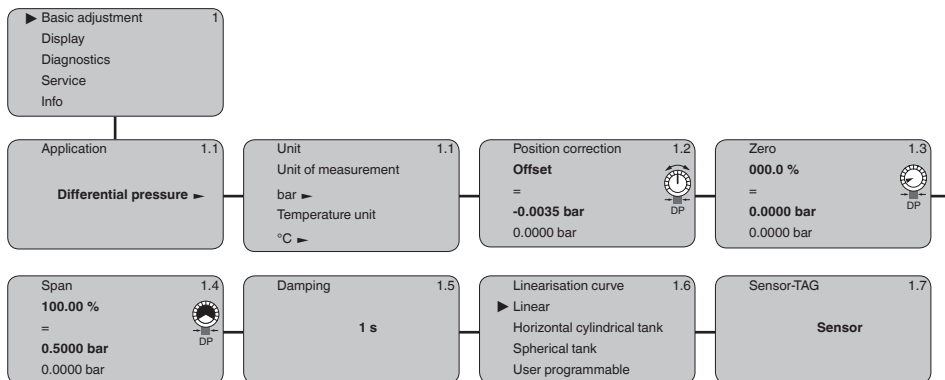 Basic adjustment 1
Display
Diagnostics
Service
Info
Application 1.1
Differential pressure
Unit 1.1
Unit of measurement
bar
Temperature unit
°C
Position correction 1.2
Offset
=
-0.0035 bar
0.0000 bar
DP
Zero 1.3
000.0 %
=
0.0000 bar
0.0000 bar
DP
Span 1.4
100.00 %
=
0.5000 bar
0.0000 bar
DP
Damping 1.5
1 s
Linearisation curve 1.6
Linear
Horizontal cylindrical tank
Spherical tank
User programmable
Sensor-TAG 1.7
Sensor